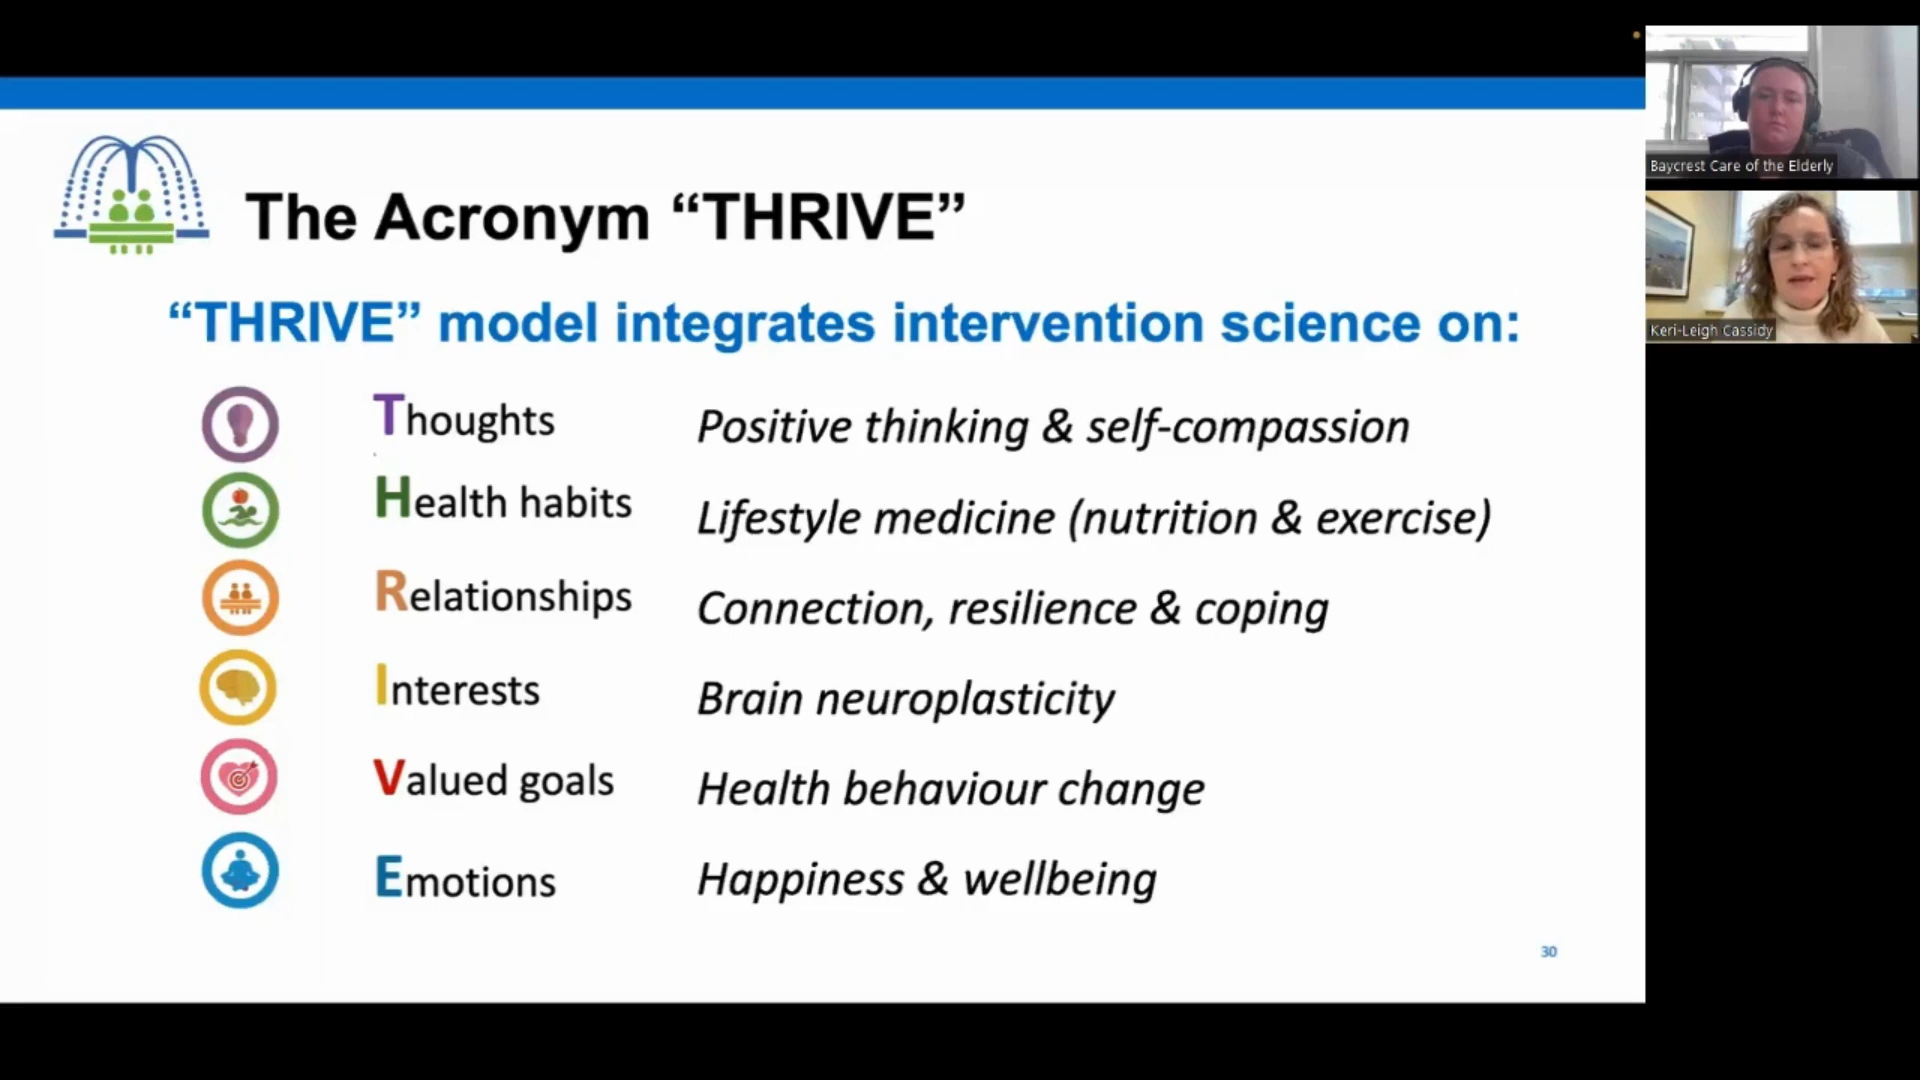 The Acronym “THRIVE”
“THRIVE” model integrates intervention science on:
Thoughts Positive thinking & self-compassion
Health habits Lifestyle medicine (nutrition & exercise)
Relationships Connection, resilience & coping
Interests Brain neuroplasticity
Valued goals Health behaviour change
Emotions Happiness & wellbeing
30
Baycrest Care of the Elderly
Keri-Leigh Cassidy